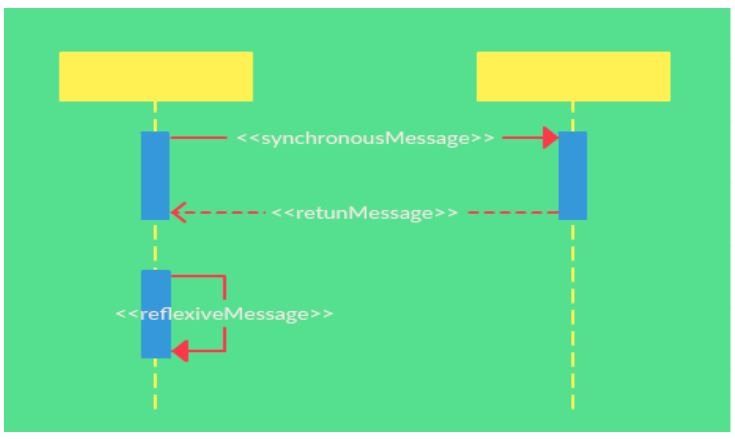 <<synchronousMessage>>
<<retunMessage>>
<<reflexiveMessage>>